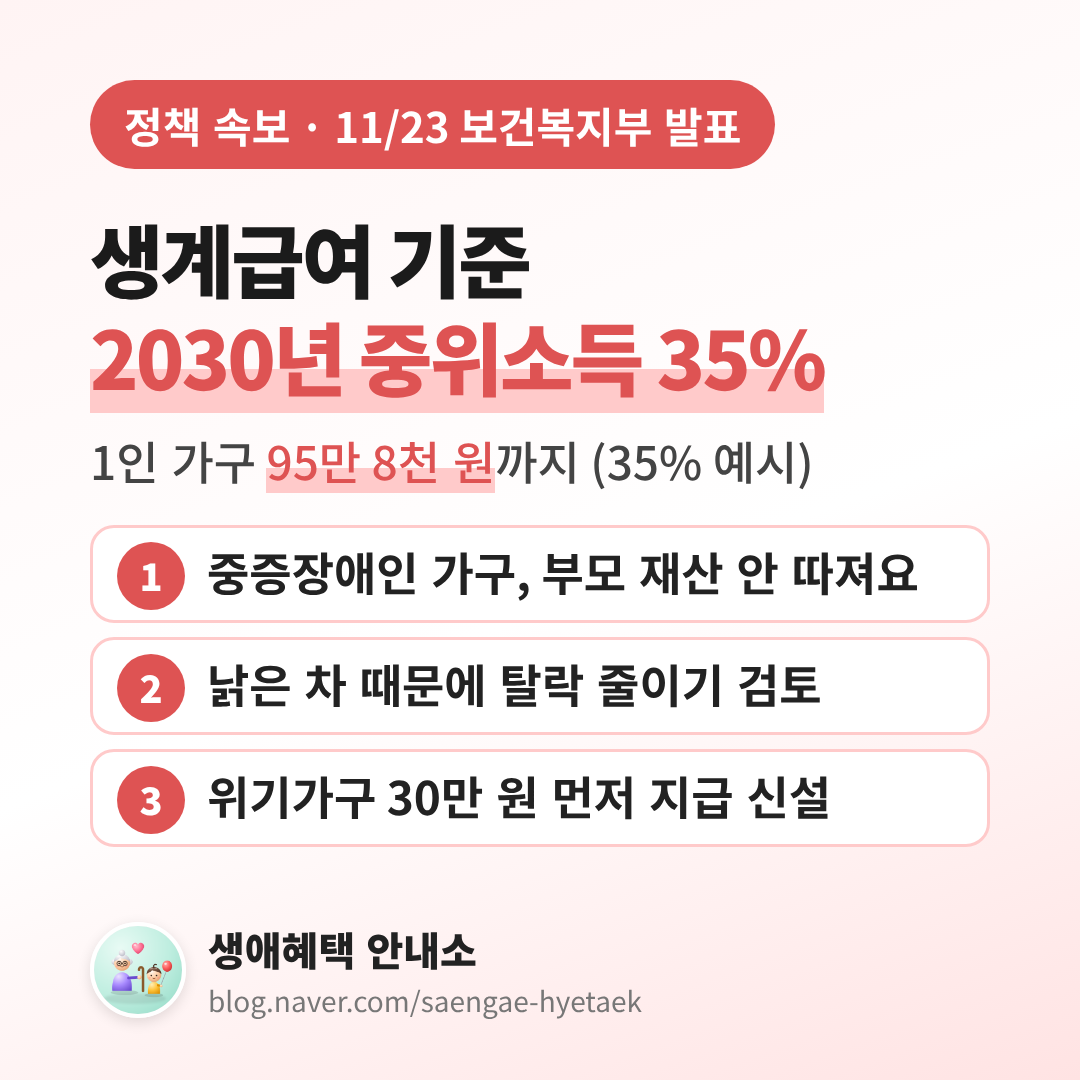 정책 속보 · 11/23 보건복지부 발표
생계급여 기준
2030년 중위소득 35%
1인 가구 95만 8천 원까지 (35% 예시)
1 중증장애인 가구, 부모 재산 안 따져요
2 낡은 차 때문에 탈락 줄이기 검토
3 위기가구 30만 원 먼저 지급 신설
생애혜택 안내소
blog.naver.com/saengae-hyetaek